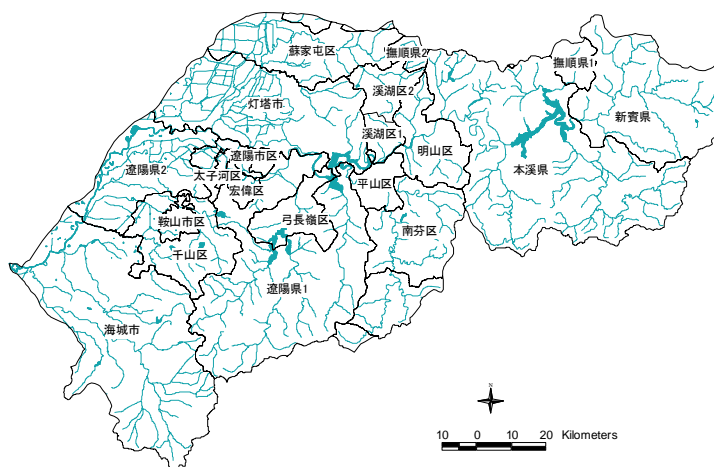 蘇家屯区
撫順県2
撫順県1
灯塔市
溪湖区2
新賓県
溪湖区1
遼陽市区
明山区
遼陽県2
太子河区
本溪県
宏偉区
平山区
弓長嶺区
鞍山市区
南芬区
千山区
遼陽県1
海城市
N
10 0 10 20 Kilometers